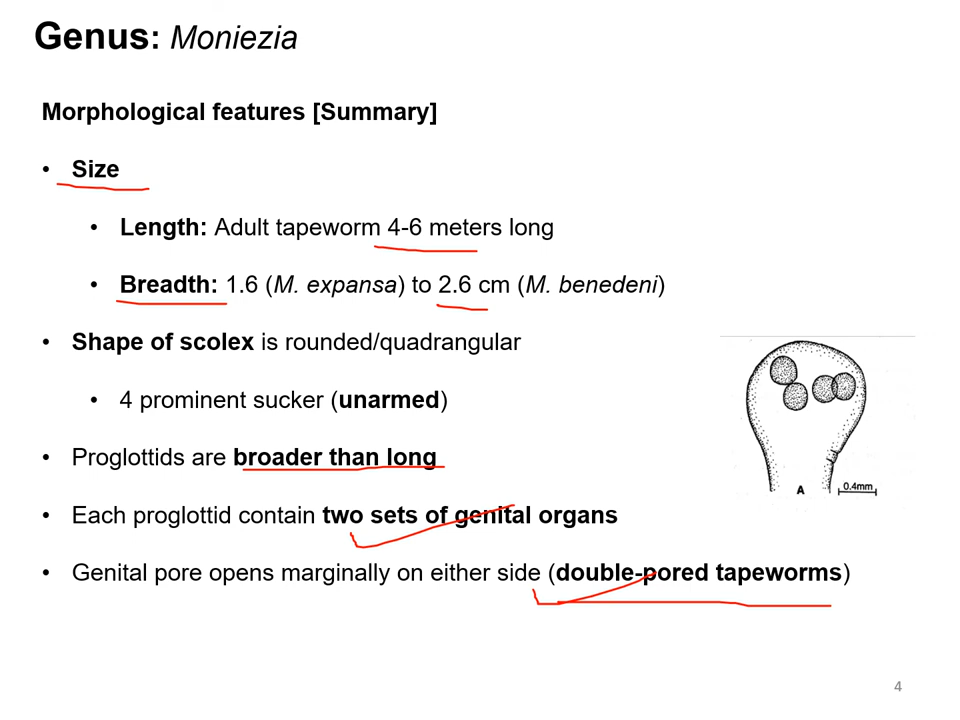 Genus: Moniezia
Morphological features [Summary]
• Size
• Length: Adult tapeworm 4-6 meters long
• Breadth: 1.6 (M. expansa) to 2.6 cm (M. benedeni)
• Shape of scolex is rounded/quadrangular
• 4 prominent sucker (unarmed)
• Proglottids are broader than long
• Each proglottid contain two sets of genital organs
• Genital pore opens marginally on either side (double-pored tapeworms)
A
0.4mm
4